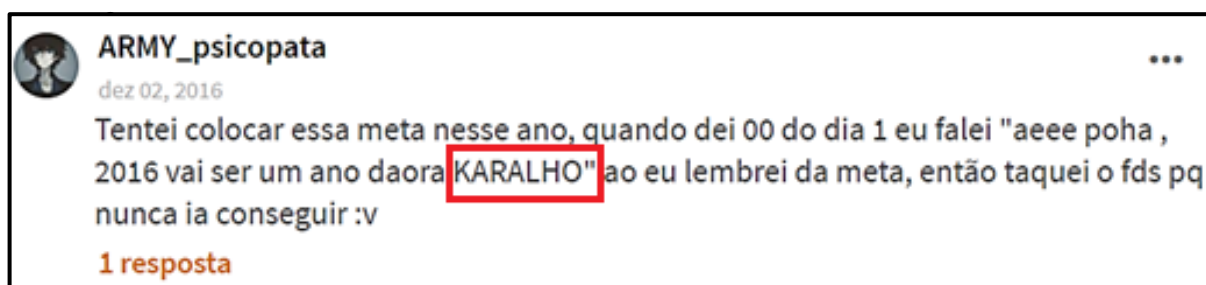 ARMY_psicopata
dez 02, 2016
Tentei colocar essa meta nesse ano, quando dei 00 do dia 1 eu falei "aeee poha ,
2016 vai ser um ano daora KARALHO" ao eu lembrei da meta, então taquei o fds pq
nunca ia conseguir :v
1 resposta